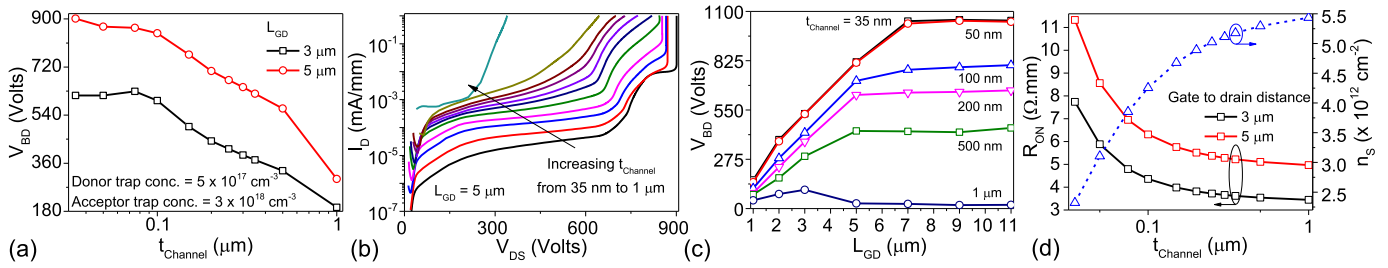 V_BD (Volts)
900
720
540
360
180
L_GD
3 μm
5 μm
Donor trap conc. = 5 x 10^17 cm^-3
Acceptor trap conc. = 3 x 10^18 cm^-3
0.1
1
t_Channel (μm)
(a)
I_D (mA/mm)
10^-1
10^-3
10^-5
10^-7
Increasing t_Channel
from 35 nm to 1 μm
L_GD = 5 μm
0
300
600
900
V_DS (Volts)
(b)
V_BD (Volts)
1100
825
550
275
0
t_Channel = 35 nm
50 nm
100 nm
200 nm
500 nm
1 μm
1 2 3 4 5 6 7 8 9 10 11
L_GD (μm)
(c)
R_ON (Ω.mm)
11
10
9
8
7
6
5
4
3
Gate to drain distance
3 μm
5 μm
5.5
5.1
4.7
4.2
3.8
3.4
3.0
2.5
n_S (x 10^12 cm^-2)
0.1
1
t_Channel (μm)
(d)